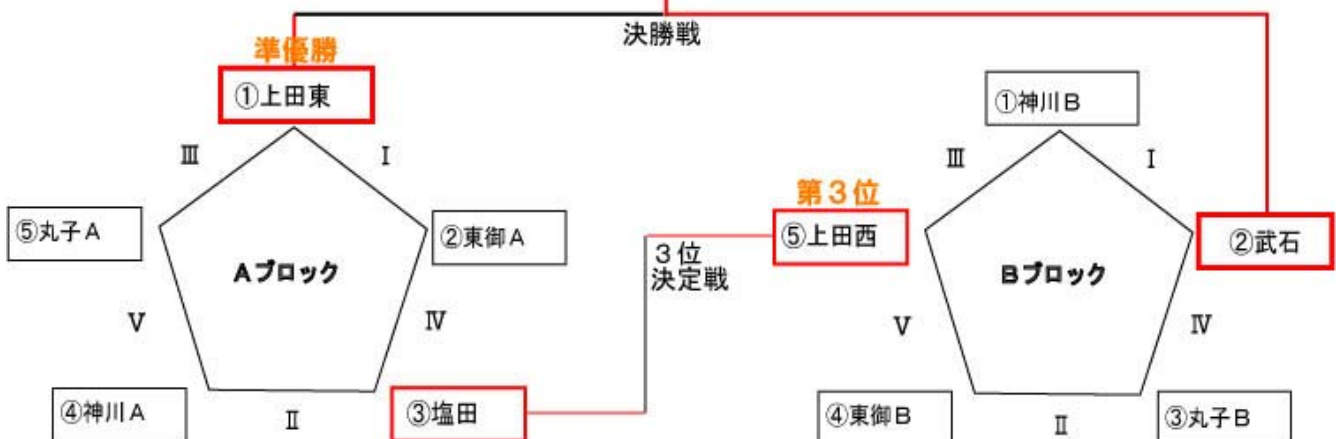 決勝戦
準優勝
①上田東
Ⅲ
Ⅰ
⑤丸子A
②東御A
Aブロック
Ⅴ
Ⅳ
④神川A
Ⅱ
③塩田
3位
決定戦
①神川B
Ⅲ
Ⅰ
第3位
⑤上田西
②武石
Bブロック
Ⅴ
Ⅳ
④東御B
Ⅱ
③丸子B